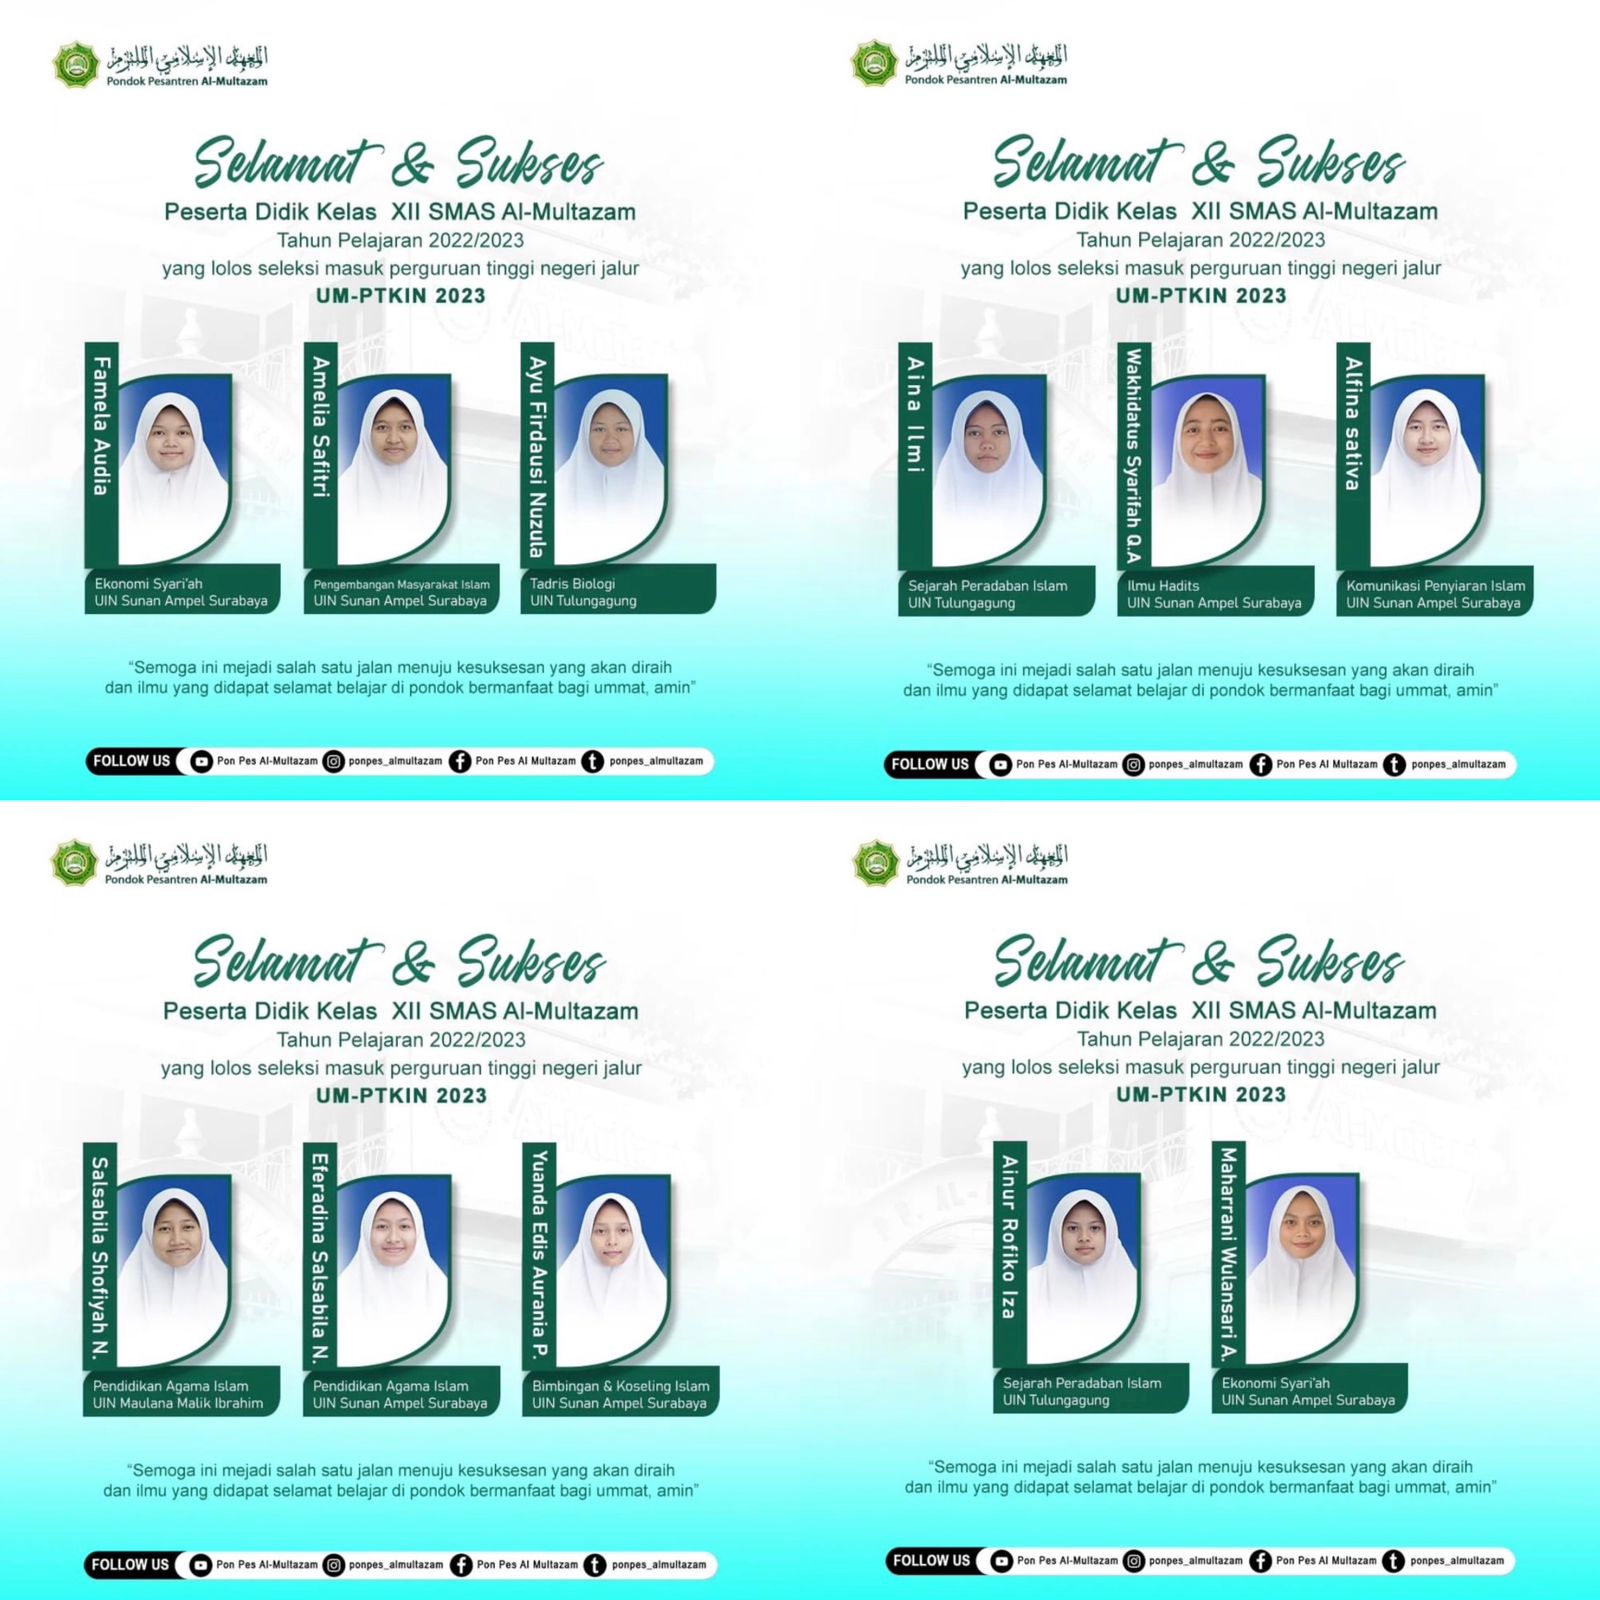 المعهد الإسلامي الملتزم
Pondok Pesantren Al-Multazam
Selamat & Sukses
Peserta Didik Kelas XII SMAS Al-Multazam
Tahun Pelajaran 2022/2023
yang lolos seleksi masuk perguruan tinggi negeri jalur
UM-PTKIN 2023
Famela Audia
Ekonomi Syari'ah
UIN Sunan Ampel Surabaya
Amelia Safitri
Pengembangan Masyarakat Islam
UIN Sunan Ampel Surabaya
Ayu Firdausi Nuzula
Tadris Biologi
UIN Tulungagung
“Semoga ini mejadi salah satu jalan menuju kesuksesan yang akan diraih
dan ilmu yang didapat selamat belajar di pondok bermanfaat bagi ummat, amin”
FOLLOW US Pon Pes Al-Multazam ponpes_almultazam Pon Pes Al Multazam ponpes_almultazam
المعهد الإسلامي الملتزم
Pondok Pesantren Al-Multazam
Selamat & Sukses
Peserta Didik Kelas XII SMAS Al-Multazam
Tahun Pelajaran 2022/2023
yang lolos seleksi masuk perguruan tinggi negeri jalur
UM-PTKIN 2023
Aina Ilmi
Sejarah Peradaban Islam
UIN Tulungagung
Wakhidatus Syarifah Q.A
Ilmu Hadits
UIN Sunan Ampel Surabaya
Alfina sativa
Komunikasi Penyiaran Islam
UIN Sunan Ampel Surabaya
“Semoga ini mejadi salah satu jalan menuju kesuksesan yang akan diraih
dan ilmu yang didapat selamat belajar di pondok bermanfaat bagi ummat, amin”
FOLLOW US Pon Pes Al-Multazam ponpes_almultazam Pon Pes Al Multazam ponpes_almultazam
المعهد الإسلامي الملتزم
Pondok Pesantren Al-Multazam
Selamat & Sukses
Peserta Didik Kelas XII SMAS Al-Multazam
Tahun Pelajaran 2022/2023
yang lolos seleksi masuk perguruan tinggi negeri jalur
UM-PTKIN 2023
Salsabila Shofiyah N.
Pendidikan Agama Islam
UIN Maulana Malik Ibrahim
Eferadina Salsabila N.
Pendidikan Agama Islam
UIN Sunan Ampel Surabaya
Yuanda Edis Aurania P.
Bimbingan & Koseling Islam
UIN Sunan Ampel Surabaya
“Semoga ini mejadi salah satu jalan menuju kesuksesan yang akan diraih
dan ilmu yang didapat selamat belajar di pondok bermanfaat bagi ummat, amin”
FOLLOW US Pon Pes Al-Multazam ponpes_almultazam Pon Pes Al Multazam ponpes_almultazam
المعهد الإسلامي الملتزم
Pondok Pesantren Al-Multazam
Selamat & Sukses
Peserta Didik Kelas XII SMAS Al-Multazam
Tahun Pelajaran 2022/2023
yang lolos seleksi masuk perguruan tinggi negeri jalur
UM-PTKIN 2023
Ainur Rofiko Iza
Sejarah Peradaban Islam
UIN Tulungagung
Maharrani Wulansari A.
Ekonomi Syari'ah
UIN Sunan Ampel Surabaya
“Semoga ini mejadi salah satu jalan menuju kesuksesan yang akan diraih
dan ilmu yang didapat selamat belajar di pondok bermanfaat bagi ummat, amin”
FOLLOW US Pon Pes Al-Multazam ponpes_almultazam Pon Pes Al Multazam ponpes_almultazam